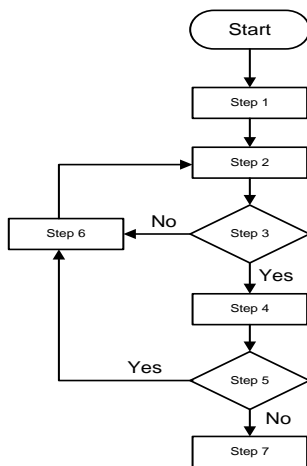 Start
Step 1
Step 2
No
Step 6
Step 3
Yes
Step 4
Yes
Step 5
No
Step 7